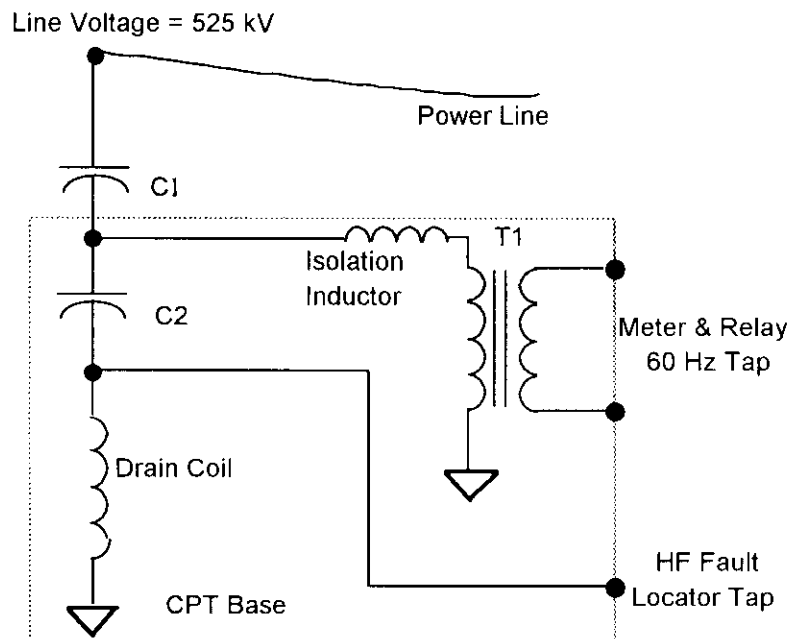 Line Voltage = 525 kV
Power Line
C1
T1
Isolation
Inductor
C2
Meter & Relay
60 Hz Tap
Drain Coil
HF Fault
Locator Tap
CPT Base